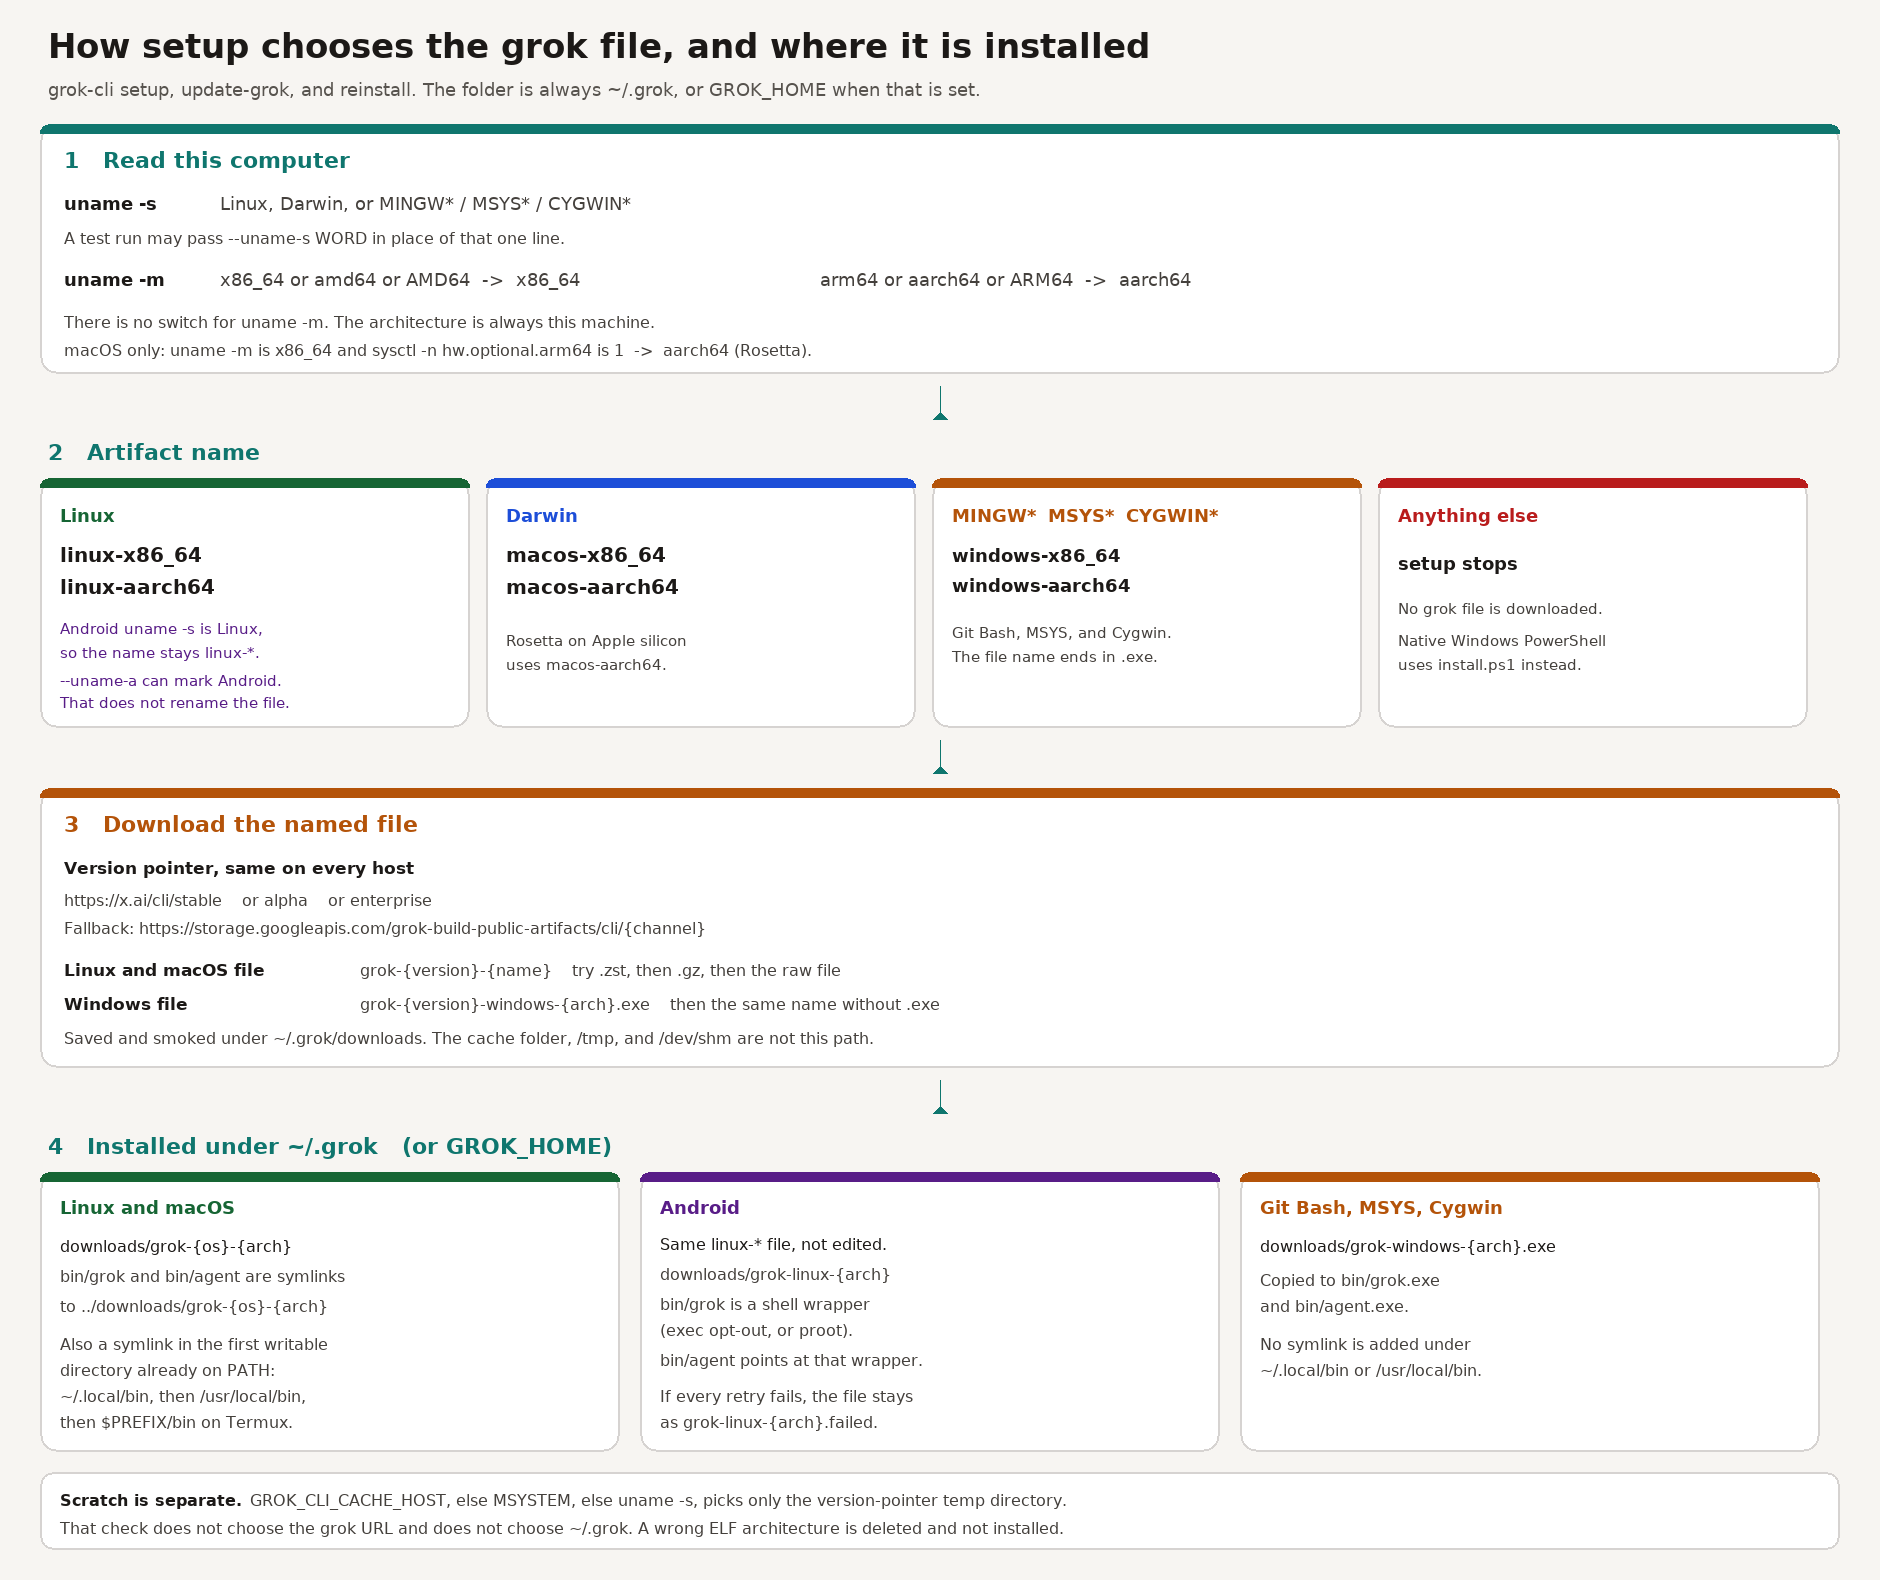 How setup chooses the grok file, and where it is installed
grok-cli setup, update-grok, and reinstall. The folder is always ~/.grok, or GROK_HOME when that is set.
1 Read this computer
uname -s Linux, Darwin, or MINGW* / MSYS* / CYGWIN*
A test run may pass --uname-s WORD in place of that one line.
uname -m x86_64 or amd64 or AMD64 -> x86_64 arm64 or aarch64 or ARM64 -> aarch64
There is no switch for uname -m. The architecture is always this machine.
macOS only: uname -m is x86_64 and sysctl -n hw.optional.arm64 is 1 -> aarch64 (Rosetta).
2 Artifact name
Linux
linux-x86_64
linux-aarch64
Android uname -s is Linux,
so the name stays linux-*.
--uname-a can mark Android.
That does not rename the file.
Darwin
macos-x86_64
macos-aarch64
Rosetta on Apple silicon
uses macos-aarch64.
MINGW* MSYS* CYGWIN*
windows-x86_64
windows-aarch64
Git Bash, MSYS, and Cygwin.
The file name ends in .exe.
Anything else
setup stops
No grok file is downloaded.
Native Windows PowerShell
uses install.ps1 instead.
3 Download the named file
Version pointer, same on every host
https://x.ai/cli/stable or alpha or enterprise
Fallback: https://storage.googleapis.com/grok-build-public-artifacts/cli/{channel}
Linux and macOS file grok-{version}-{name} try .zst, then .gz, then the raw file
Windows file grok-{version}-windows-{arch}.exe then the same name without .exe
Saved and smoked under ~/.grok/downloads. The cache folder, /tmp, and /dev/shm are not this path.
4 Installed under ~/.grok (or GROK_HOME)
Linux and macOS
downloads/grok-{os}-{arch}
bin/grok and bin/agent are symlinks
to ../downloads/grok-{os}-{arch}
Also a symlink in the first writable
directory already on PATH:
~/.local/bin, then /usr/local/bin,
then $PREFIX/bin on Termux.
Android
Same linux-* file, not edited.
downloads/grok-linux-{arch}
bin/grok is a shell wrapper
(exec opt-out, or proot).
bin/agent points at that wrapper.
If every retry fails, the file stays
as grok-linux-{arch}.failed.
Git Bash, MSYS, Cygwin
downloads/grok-windows-{arch}.exe
Copied to bin/grok.exe
and bin/agent.exe.
No symlink is added under
~/.local/bin or /usr/local/bin.
Scratch is separate. GROK_CLI_CACHE_HOST, else MSYSTEM, else uname -s, picks only the version-pointer temp directory.
That check does not choose the grok URL and does not choose ~/.grok. A wrong ELF architecture is deleted and not installed.